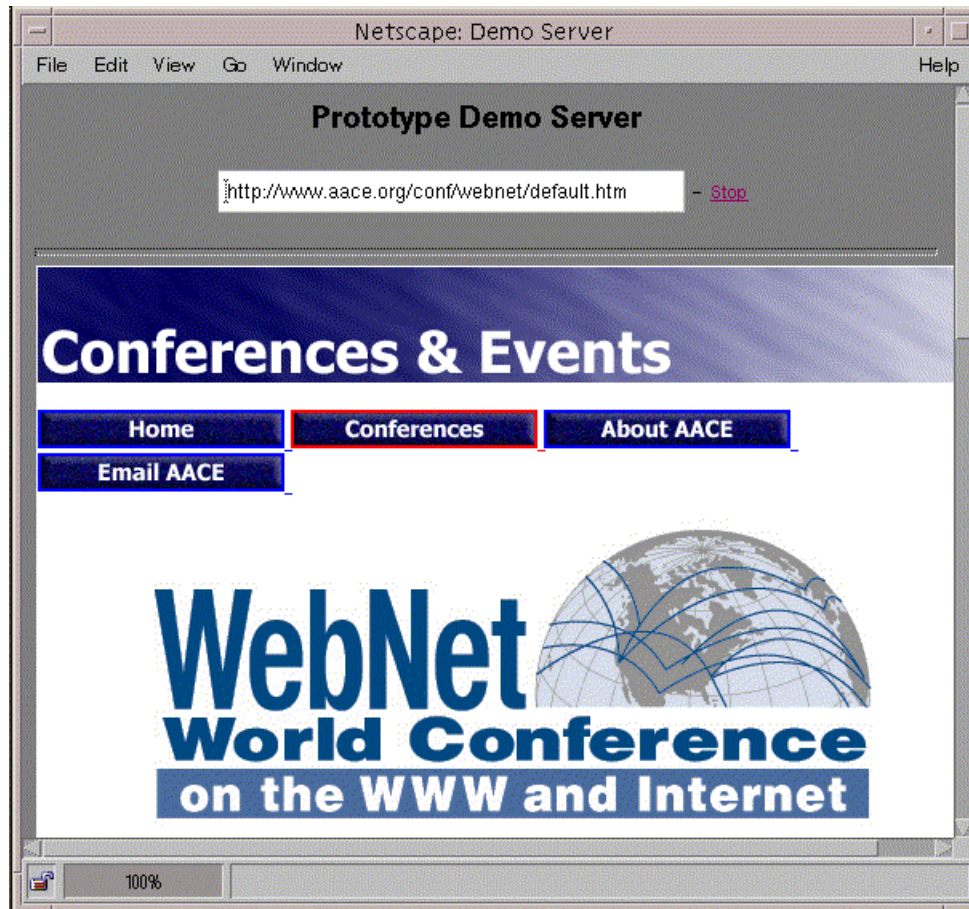 Netscape: Demo Server
File Edit View Go Window Help
Prototype Demo Server
http://www.aace.org/conf/webnet/default.htm - Stop
Conferences & Events
Home Conferences About AACE
Email AACE
WebNet
World Conference
on the WWW and Internet
100%